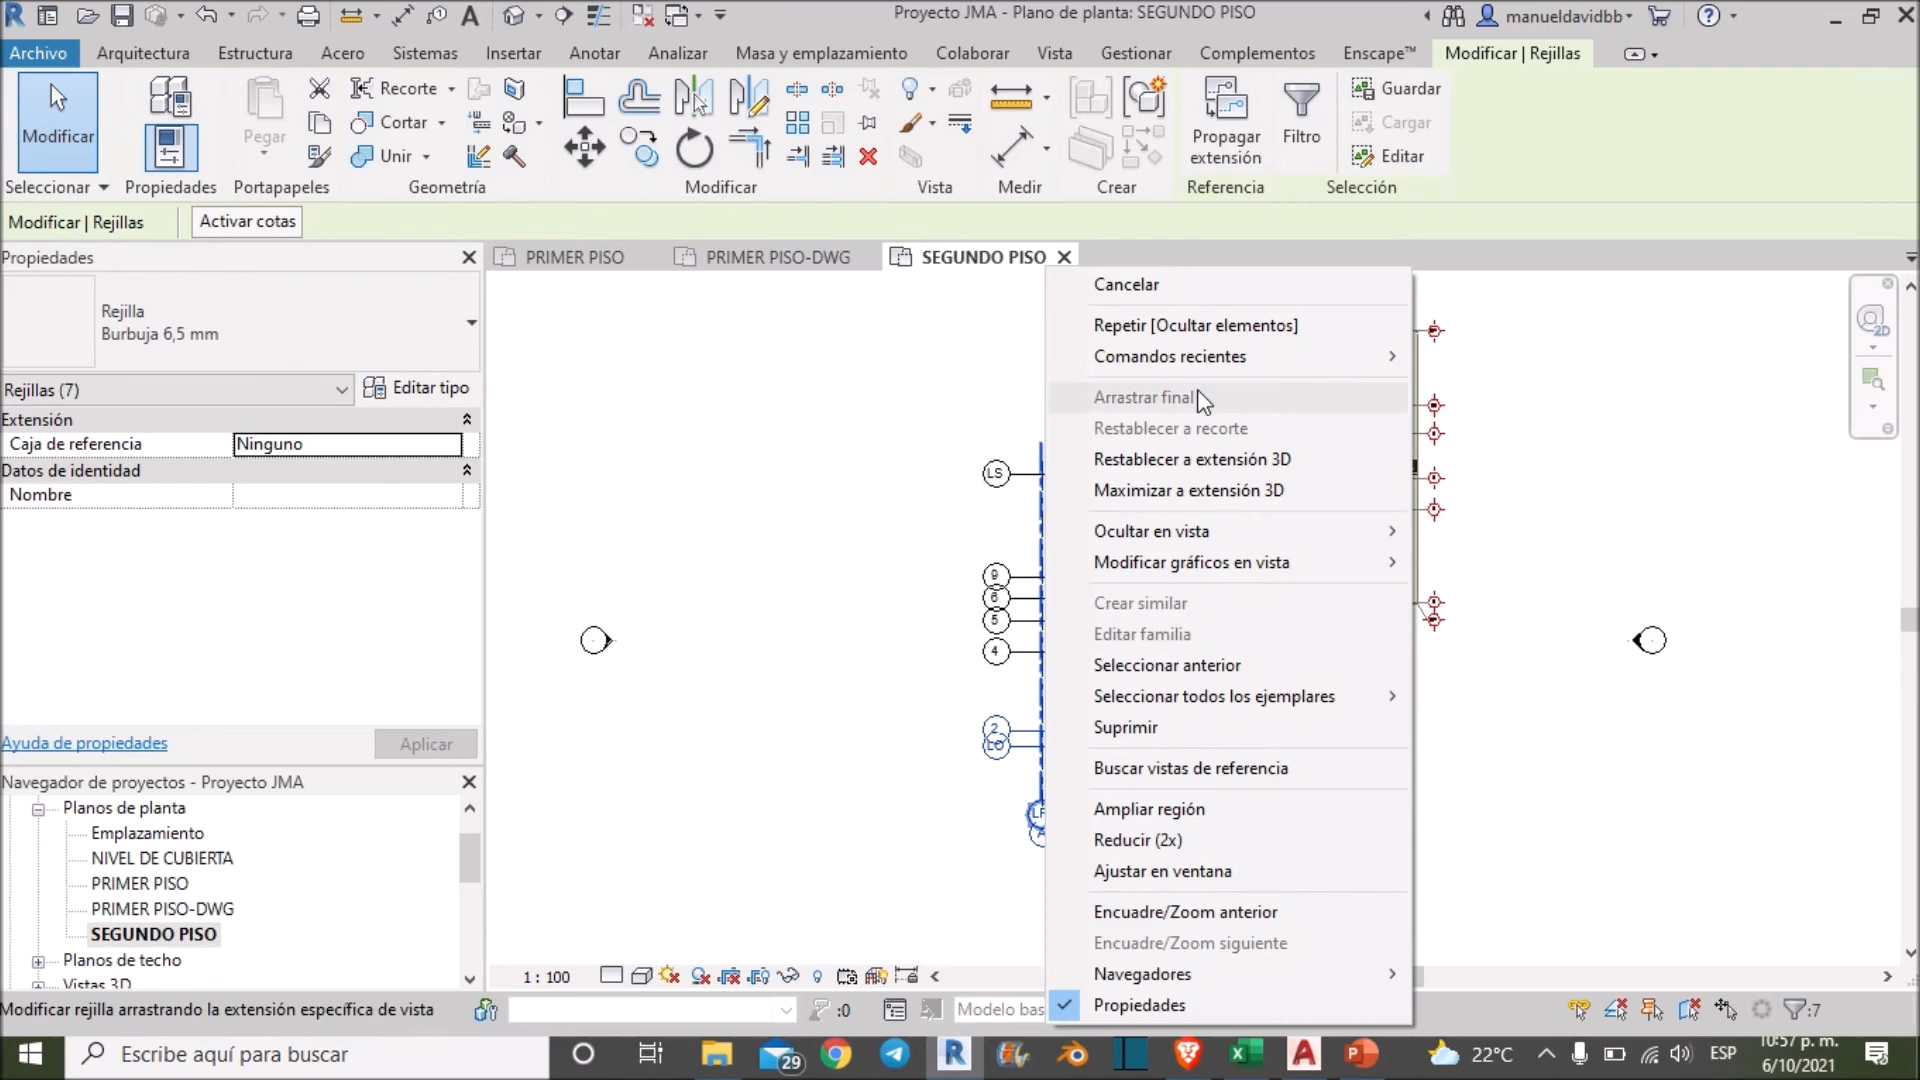 Proyecto JMA - Plano de planta: SEGUNDO PISO
manueldavidbb
Archivo Arquitectura Estructura Acero Sistemas Insertar Anotar Analizar Masa y emplazamiento Colaborar Vista Gestionar Complementos Enscape™ Modificar | Rejillas
Modificar
Pegar
Recorte
Cortar
Unir
Propagar
extensión
Filtro
Guardar
Cargar
Editar
Seleccionar Propiedades Portapapeles Geometría Modificar Vista Medir Crear Referencia Selección
Modificar | Rejillas Activar cotas
Propiedades
Rejilla
Burbuja 6,5 mm
Rejillas (7) Editar tipo
Extensión
Caja de referencia Ninguno
Datos de identidad
Nombre
Ayuda de propiedades Aplicar
Navegador de proyectos - Proyecto JMA
Planos de planta
Emplazamiento
NIVEL DE CUBIERTA
PRIMER PISO
PRIMER PISO-DWG
SEGUNDO PISO
Planos de techo
Vistas 3D
PRIMER PISO PRIMER PISO-DWG SEGUNDO PISO
LS
9
6
5
4
2
LO
Cancelar
Repetir [Ocultar elementos]
Comandos recientes
Arrastrar final
Restablecer a recorte
Restablecer a extensión 3D
Maximizar a extensión 3D
Ocultar en vista
Modificar gráficos en vista
Crear similar
Editar familia
Seleccionar anterior
Seleccionar todos los ejemplares
Suprimir
Buscar vistas de referencia
Ampliar región
Reducir (2x)
Ajustar en ventana
Encuadre/Zoom anterior
Encuadre/Zoom siguiente
Navegadores
Propiedades
2D
1 : 100
Modificar rejilla arrastrando la extensión específica de vista
:0
Modelo bas
:7
Escribe aquí para buscar
29
22°C
ESP
10:57 p. m.
6/10/2021